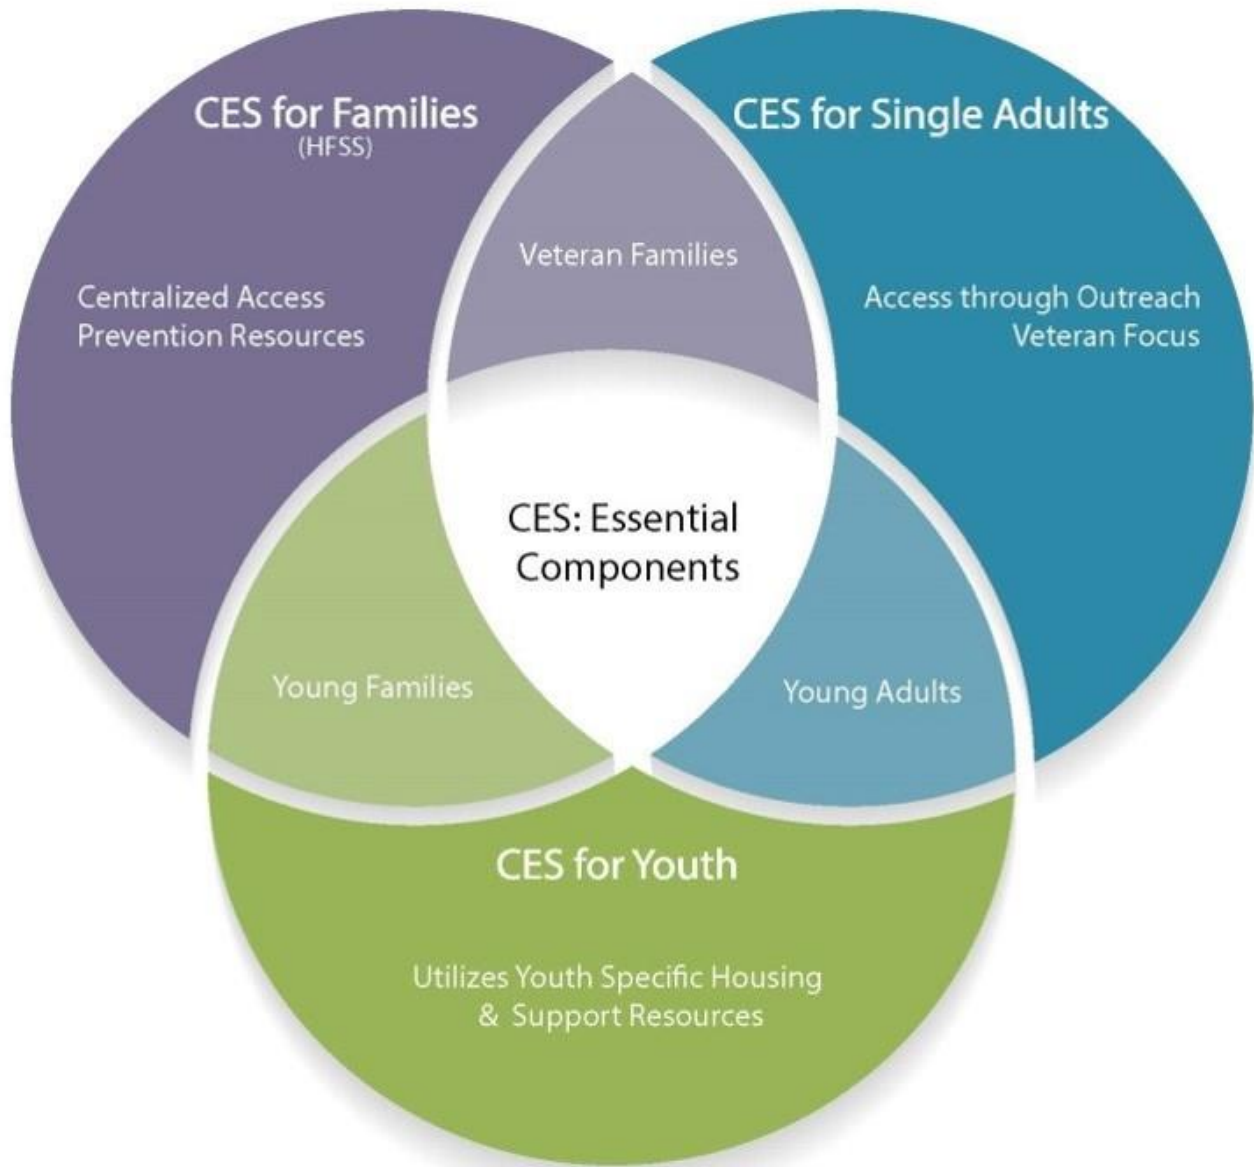 CES for Families
(HFSS)
Centralized Access
Prevention Resources
CES for Single Adults
Access through Outreach
Veteran Focus
Veteran Families
CES: Essential
Components
Young Families
Young Adults
CES for Youth
Utilizes Youth Specific Housing
& Support Resources